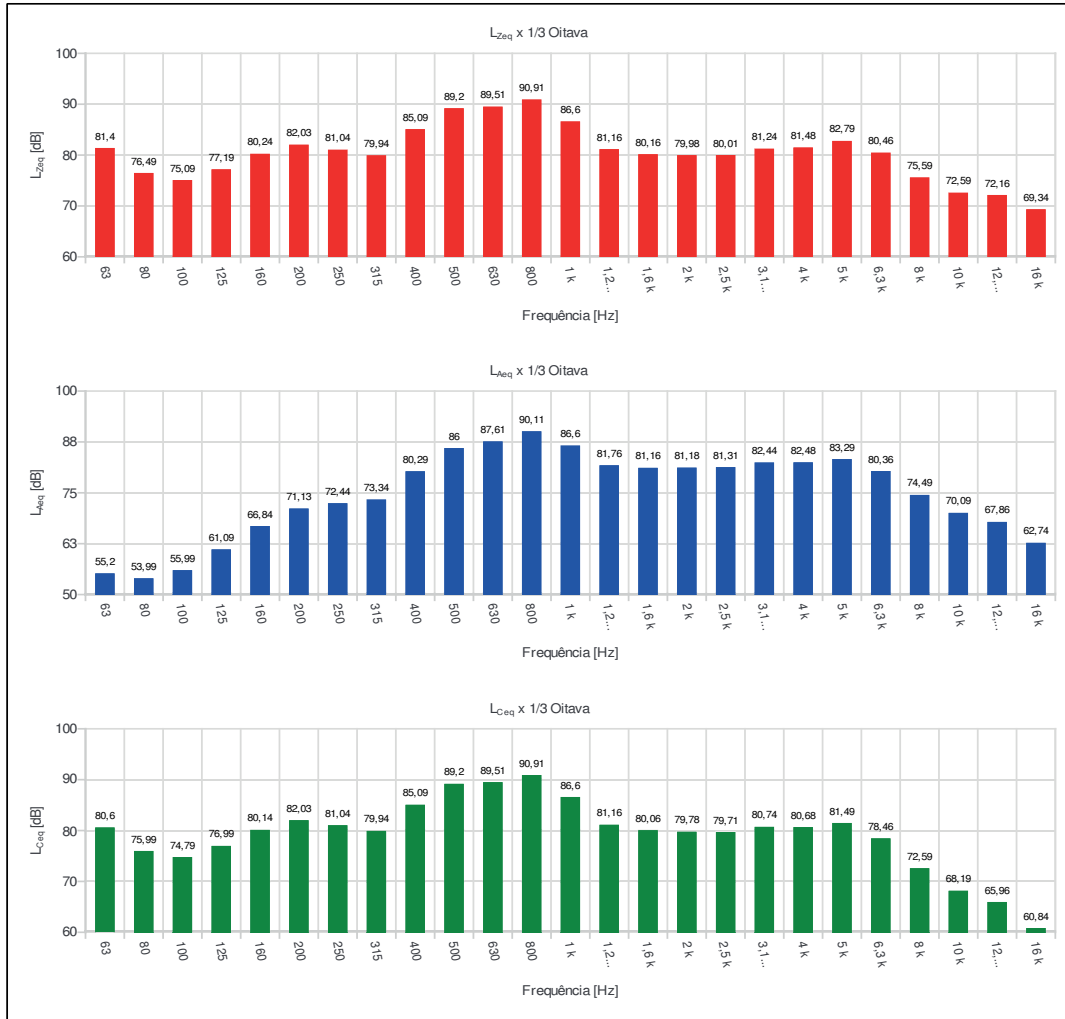 LZeq x 1/3 Oitava
LZeq [dB]
100
90
80
70
60
81,4 76,49 75,09 77,19 80,24 82,03 81,04 79,94 85,09 89,2 89,51 90,91 86,6 81,16 80,16 79,98 80,01 81,24 81,48 82,79 80,46 75,59 72,59 72,16 69,34
63 80 100 125 160 200 250 315 400 500 630 800 1 k 1,2... 1,6 k 2 k 2,5 k 3,1... 4 k 5 k 6,3 k 8 k 10 k 12,... 16 k
Frequência [Hz]
LAeq x 1/3 Oitava
LAeq [dB]
100
88
75
63
50
55,2 53,99 55,99 61,09 66,84 71,13 72,44 73,34 80,29 86 87,61 90,11 86,6 81,76 81,16 81,18 81,31 82,44 82,48 83,29 80,36 74,49 70,09 67,86 62,74
63 80 100 125 160 200 250 315 400 500 630 800 1 k 1,2... 1,6 k 2 k 2,5 k 3,1... 4 k 5 k 6,3 k 8 k 10 k 12,... 16 k
Frequência [Hz]
LCeq x 1/3 Oitava
LCeq [dB]
100
90
80
70
60
80,6 75,99 74,79 76,99 80,14 82,03 81,04 79,94 85,09 89,2 89,51 90,91 86,6 81,16 80,06 79,78 79,71 80,74 80,68 81,49 78,46 72,59 68,19 65,96 60,84
63 80 100 125 160 200 250 315 400 500 630 800 1 k 1,2... 1,6 k 2 k 2,5 k 3,1... 4 k 5 k 6,3 k 8 k 10 k 12,... 16 k
Frequência [Hz]